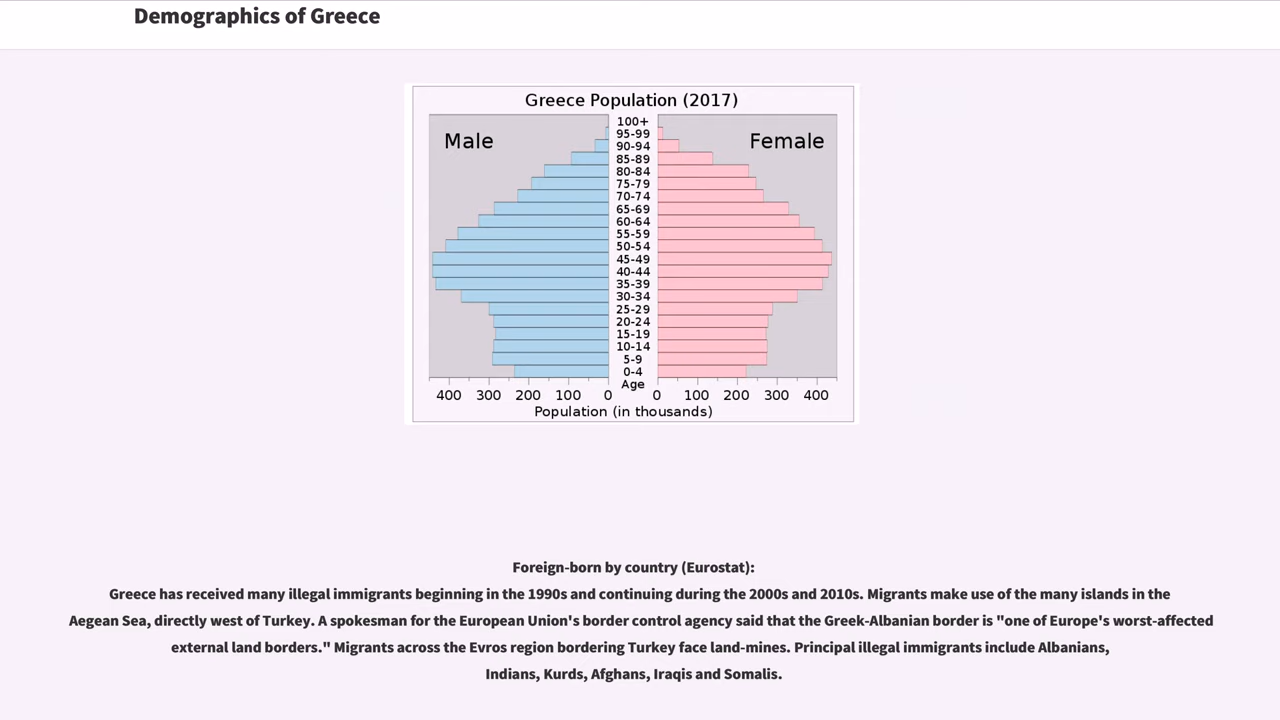 Demographics of Greece
Greece Population (2017)
Male
Female
100+
95-99
90-94
85-89
80-84
75-79
70-74
65-69
60-64
55-59
50-54
45-49
40-44
35-39
30-34
25-29
20-24
15-19
10-14
5-9
0-4
Age
400 300 200 100 0 0 100 200 300 400
Population (in thousands)
Foreign-born by country (Eurostat):
Greece has received many illegal immigrants beginning in the 1990s and continuing during the 2000s and 2010s. Migrants make use of the many islands in the
Aegean Sea, directly west of Turkey. A spokesman for the European Union's border control agency said that the Greek-Albanian border is "one of Europe's worst-affected
external land borders." Migrants across the Evros region bordering Turkey face land-mines. Principal illegal immigrants include Albanians,
Indians, Kurds, Afghans, Iraqis and Somalis.